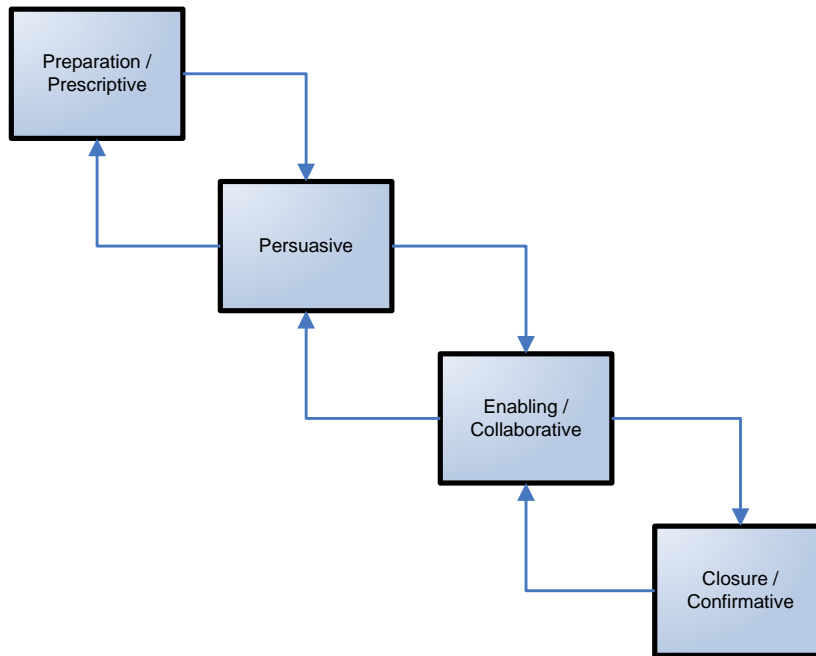 Preparation /
Prescriptive
Persuasive
Enabling /
Collaborative
Closure /
Confirmative